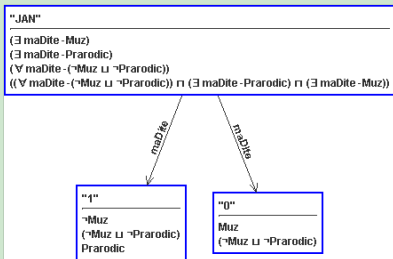 "JAN"
(∃ maDite -Muz)
(∃ maDite -Prarodic)
(∀ maDite -(¬Muz ⊔ ¬Prarodic))
((∀ maDite -(¬Muz ⊔ ¬Prarodic)) ⊓ (∃ maDite -Prarodic) ⊓ (∃ maDite -Muz))
maDite
maDite
"1"
¬Muz
(¬Muz ⊔ ¬Prarodic)
Prarodic
"0"
Muz
(¬Muz ⊔ ¬Prarodic)